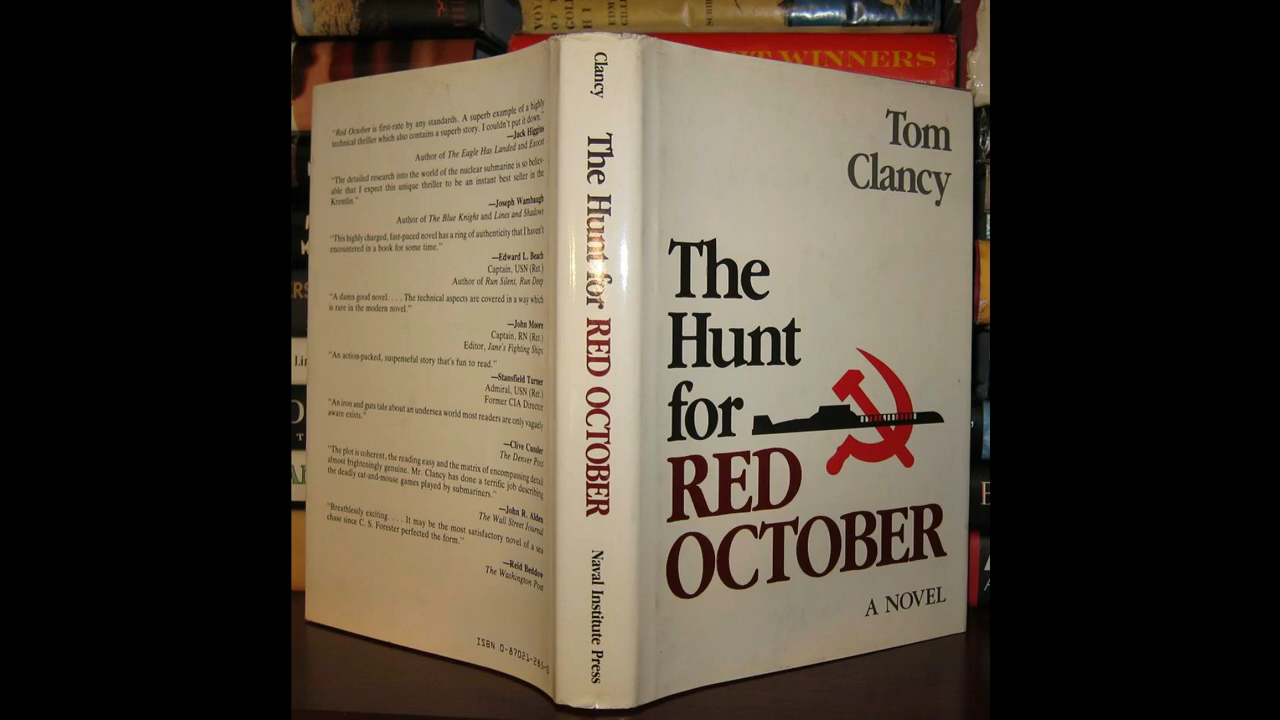 "Red October is first-rate by any standards. A superb example of a highly
technical thriller which also contains a superb story. I couldn't put it down."
—Jack Higgins
Author of The Eagle Has Landed and Exocet
"The detailed research into the world of the nuclear submarine is so believ-
able that I expect this unique thriller to be an instant best seller in the
Kremlin."
—Joseph Wambaugh
Author of The Blue Knight and Lines and Shadows
"This highly charged, fast-paced novel has a ring of authenticity that I haven't
encountered in a book for some time."
—Edward L. Beach
Captain, USN (Ret.)
Author of Run Silent, Run Deep
"A damn good novel. . . . The technical aspects are covered in a way which
is rare in the modern novel."
—John Moore
Captain, RN (Ret.)
Editor, Jane's Fighting Ships
"An action-packed, suspenseful story that's fun to read."
—Stansfield Turner
Admiral, USN (Ret.)
Former CIA Director
"An iron and guts tale about an undersea world most readers are only vaguely
aware exists."
—Clive Cussler
The Denver Post
"The plot is coherent, the reading easy and the matrix of encompassing detail
almost frighteningly genuine. Mr. Clancy has done a terrific job describing
the deadly cat-and-mouse games played by submariners."
—John R. Alden
The Wall Street Journal
"Breathlessly exciting. . . . It may be the most satisfactory novel of a sea
chase since C. S. Forester perfected the form."
—Reid Beddow
The Washington Post
ISBN 0-87021-285-0
Clancy
The Hunt for RED OCTOBER
Naval Institute Press
Tom
Clancy
The
Hunt
for
RED
OCTOBER
A NOVEL
WINNERS